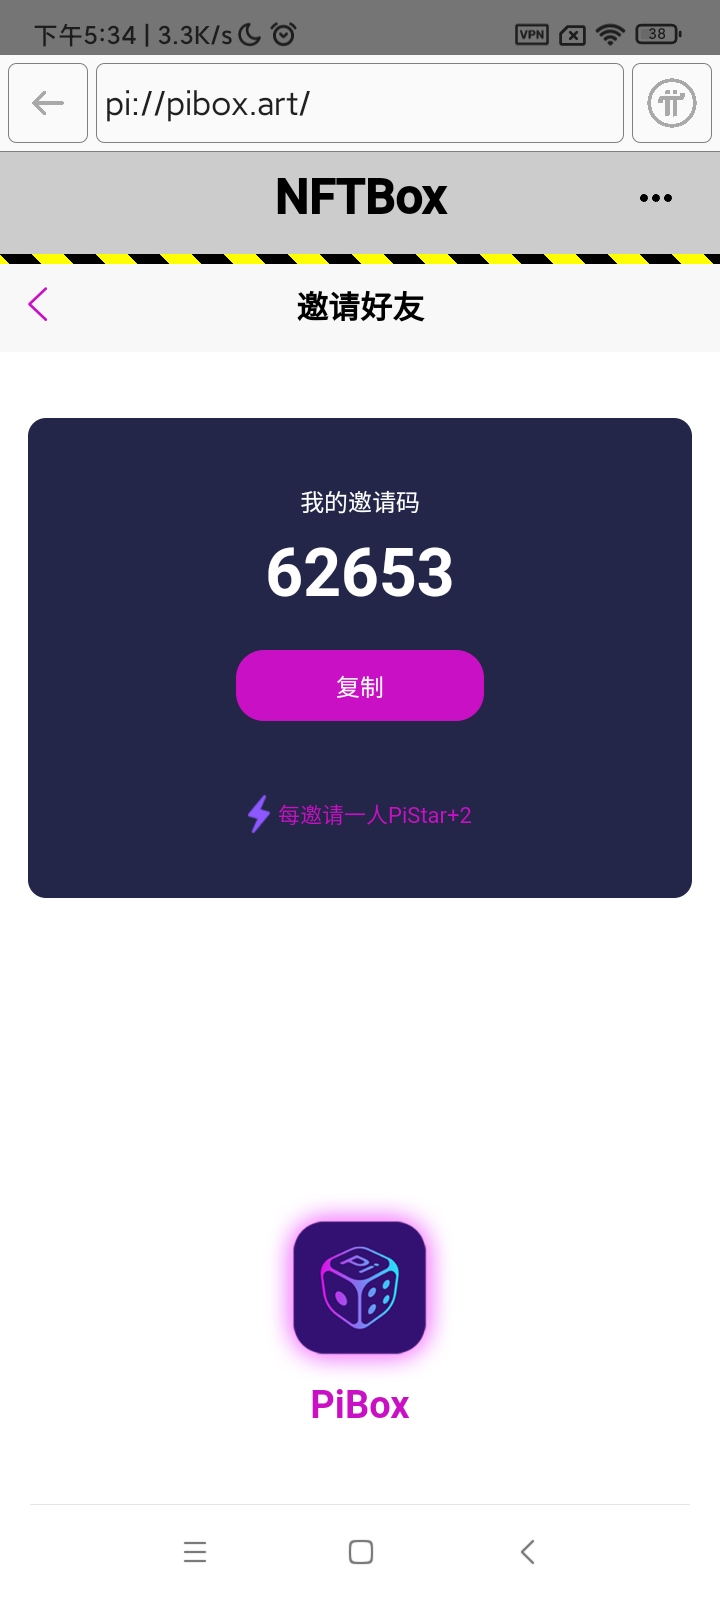 下午5:34 | 3.3K/s
VPN
38
pi://pibox.art/
NFTBox
邀请好友
我的邀请码
62653
复制
每邀请一人PiStar+2
Pi
PiBox